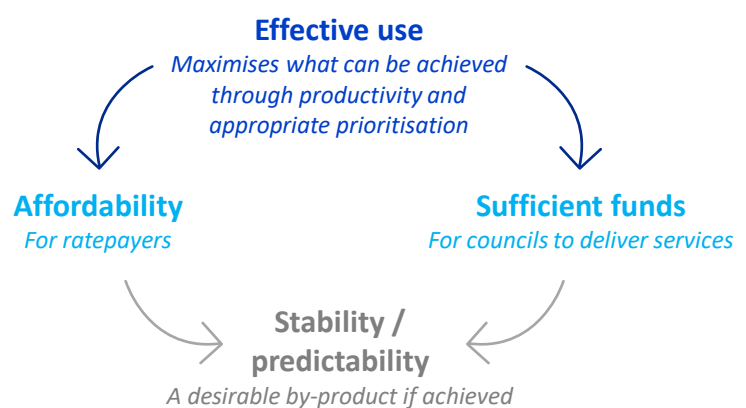 Effective use
Maximises what can be achieved
through productivity and
appropriate prioritisation
Affordability
For ratepayers
Sufficient funds
For councils to deliver services
Stability /
predictability
A desirable by-product if achieved